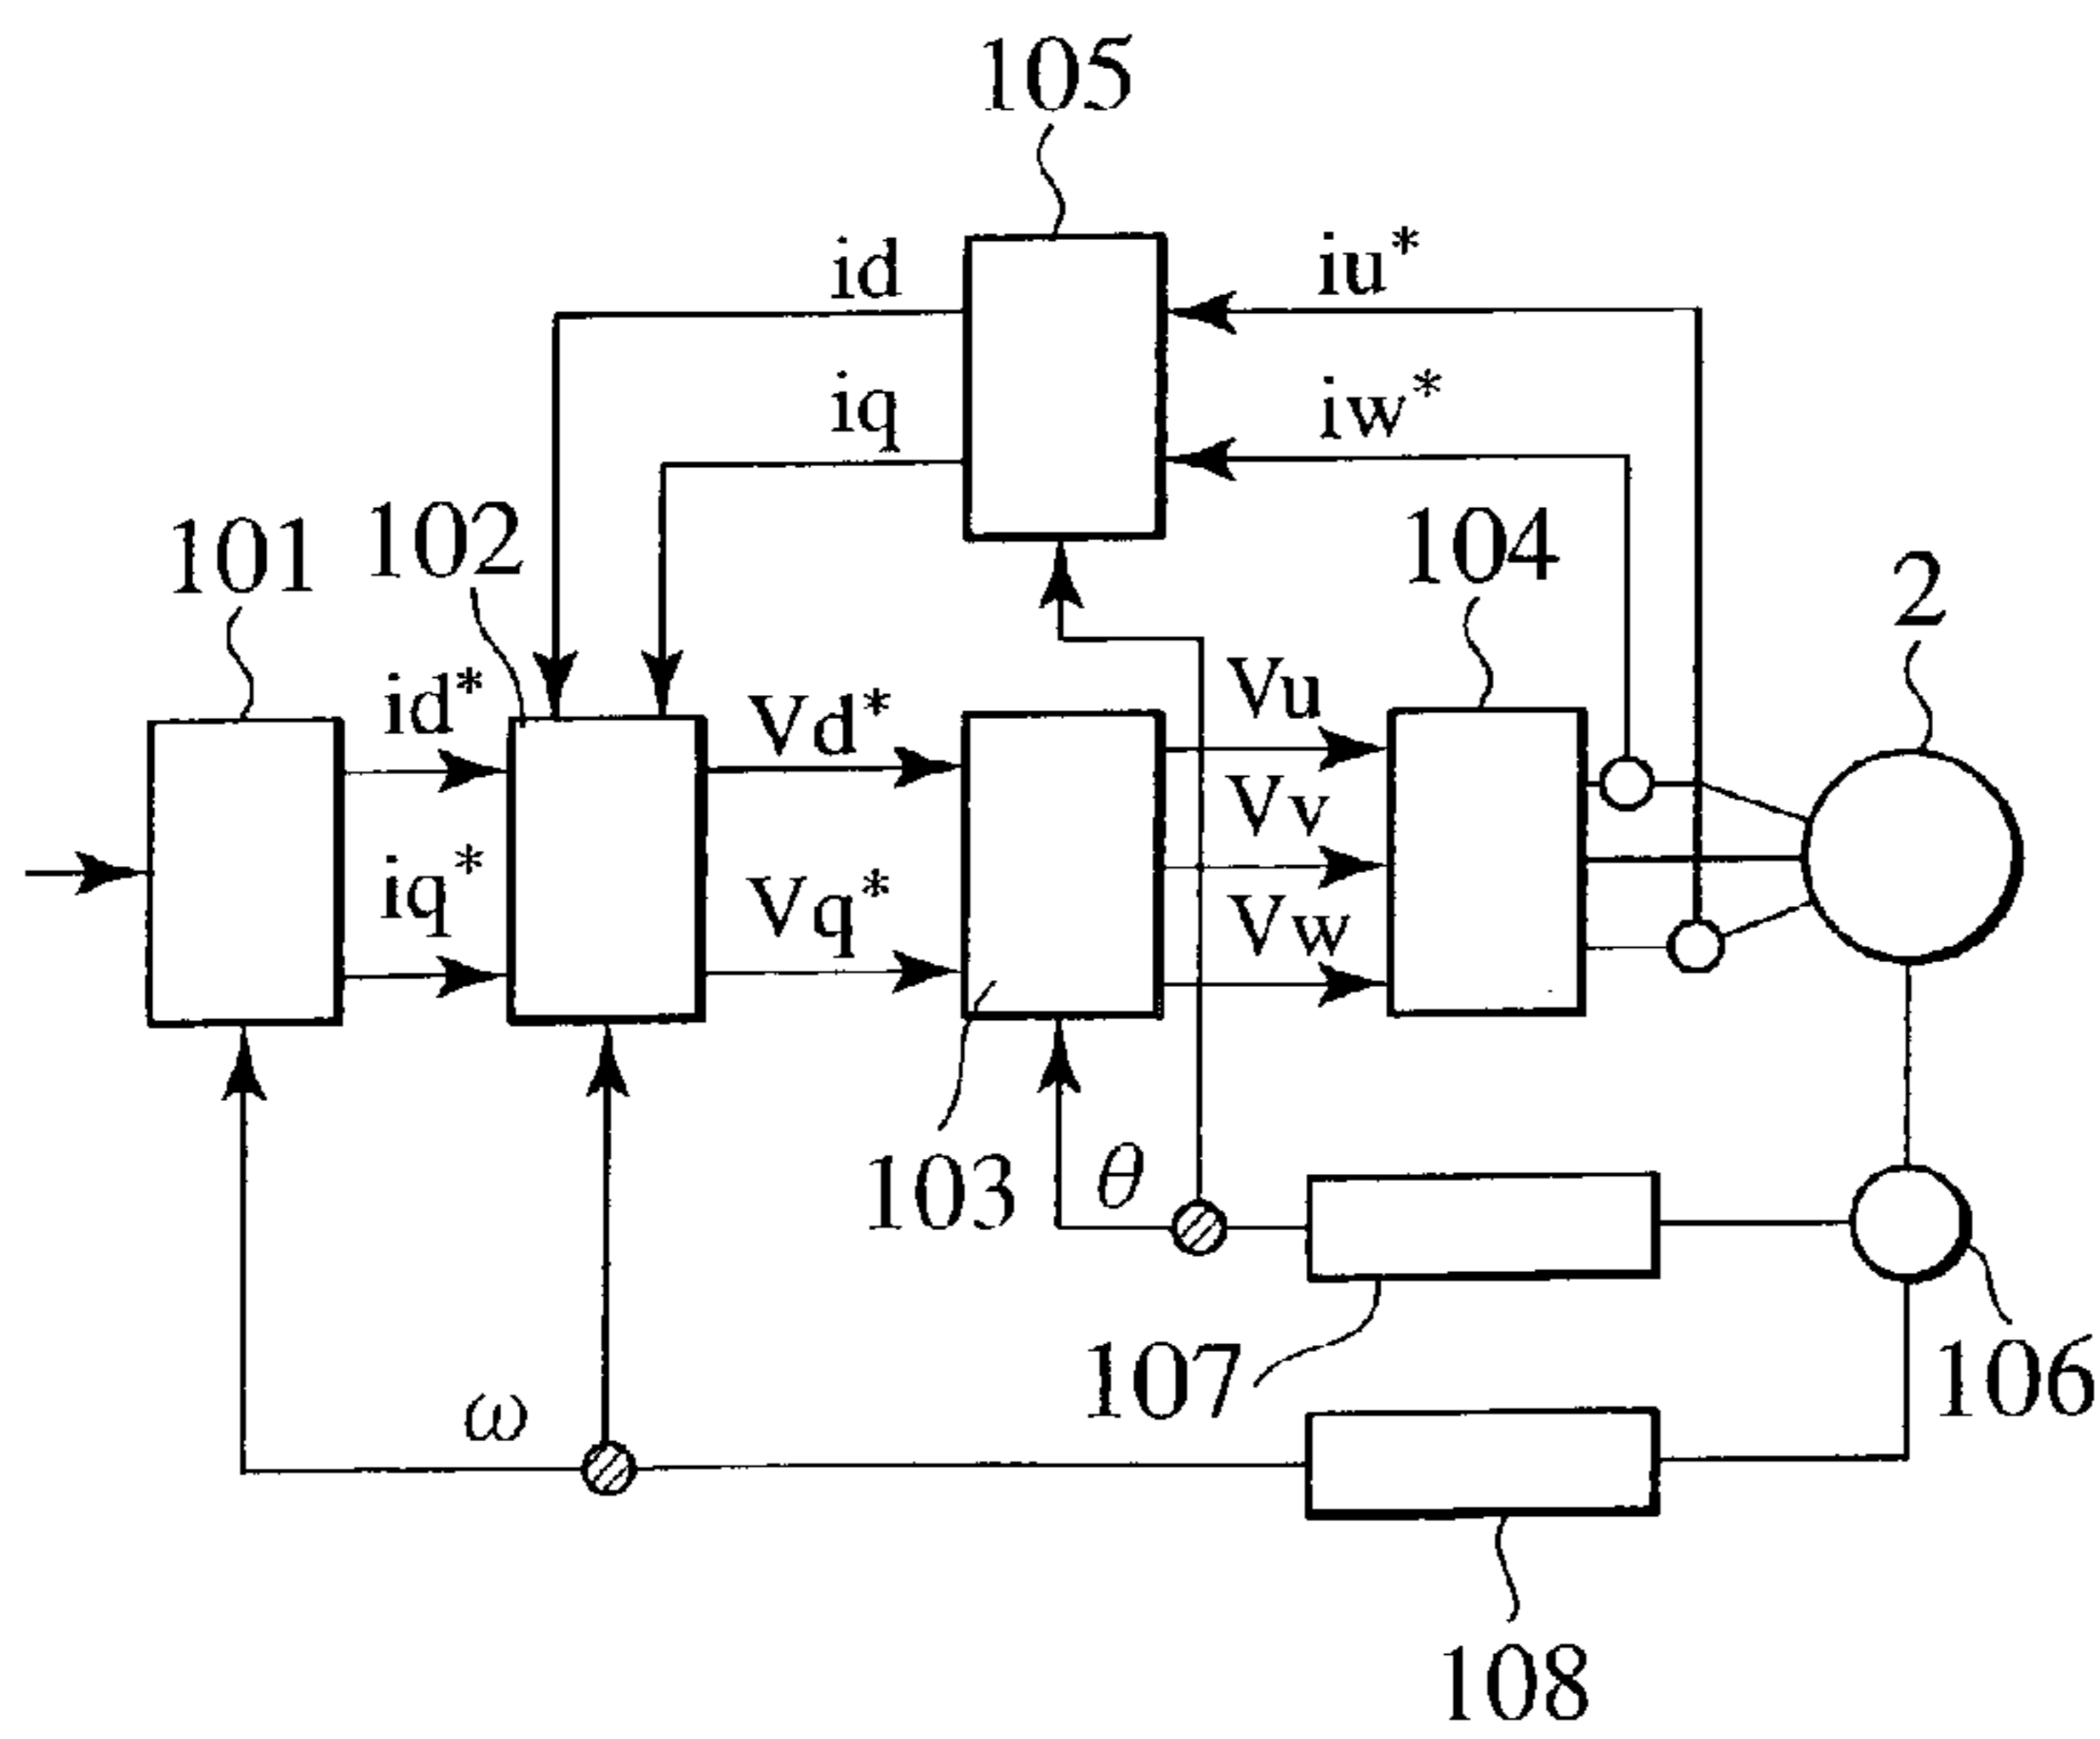 105
id
iu*
iq
iw*
101
102
104
2
id*
Vd*
Vu
Vv
iq*
Vq*
Vw
103
θ
107
106
ω
108